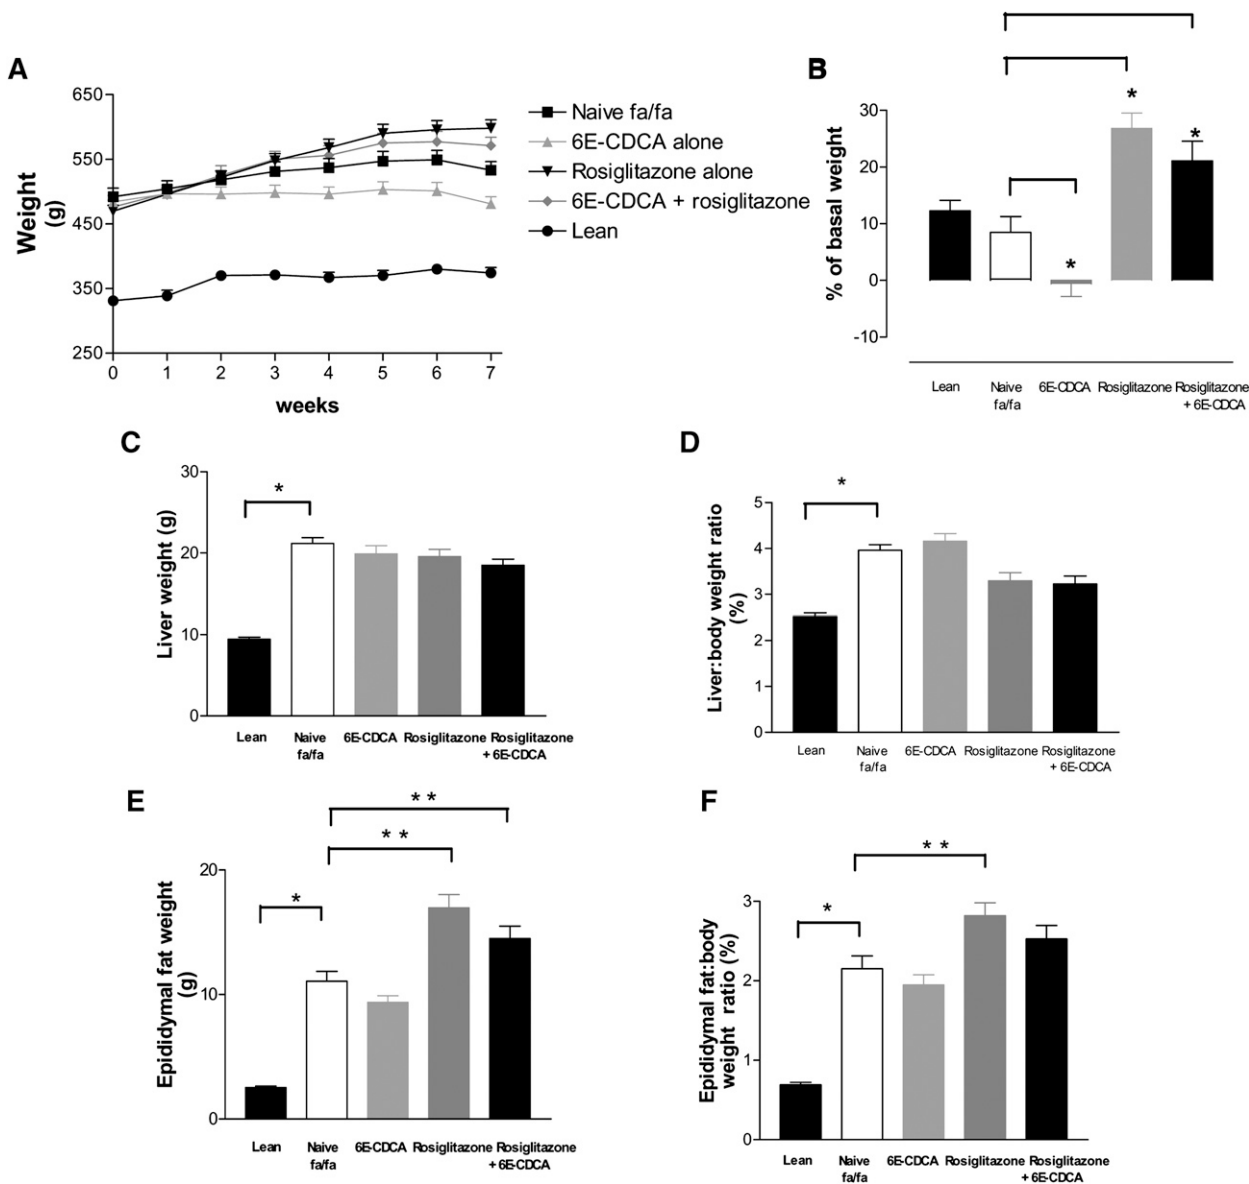 A
650
550
450
350
250
Weight
(g)
0 1 2 3 4 5 6 7
weeks
Naive fa/fa
6E-CDCA alone
Rosiglitazone alone
6E-CDCA + rosiglitazone
Lean
B
% of basal weight
30
20
10
0
-10
*
*
*
Lean Naive 6E-CDCA Rosiglitazone Rosiglitazone
fa/fa + 6E-CDCA
C
Liver weight (g)
30
20
10
0
*
Lean Naive 6E-CDCA Rosiglitazone Rosiglitazone
fa/fa + 6E-CDCA
D
Liver:body weight ratio
(%)
5
4
3
2
1
0
*
Lean Naive 6E-CDCA Rosiglitazone Rosiglitazone
fa/fa + 6E-CDCA
E
Epididymal fat weight
(g)
20
10
0
* *
* *
*
Lean Naive 6E-CDCA Rosiglitazone Rosiglitazone
fa/fa + 6E-CDCA
F
Epididymal fat:body
weight ratio (%)
3
2
1
0
* *
*
Lean Naive 6E-CDCA Rosiglitazone Rosiglitazone
fa/fa + 6E-CDCA